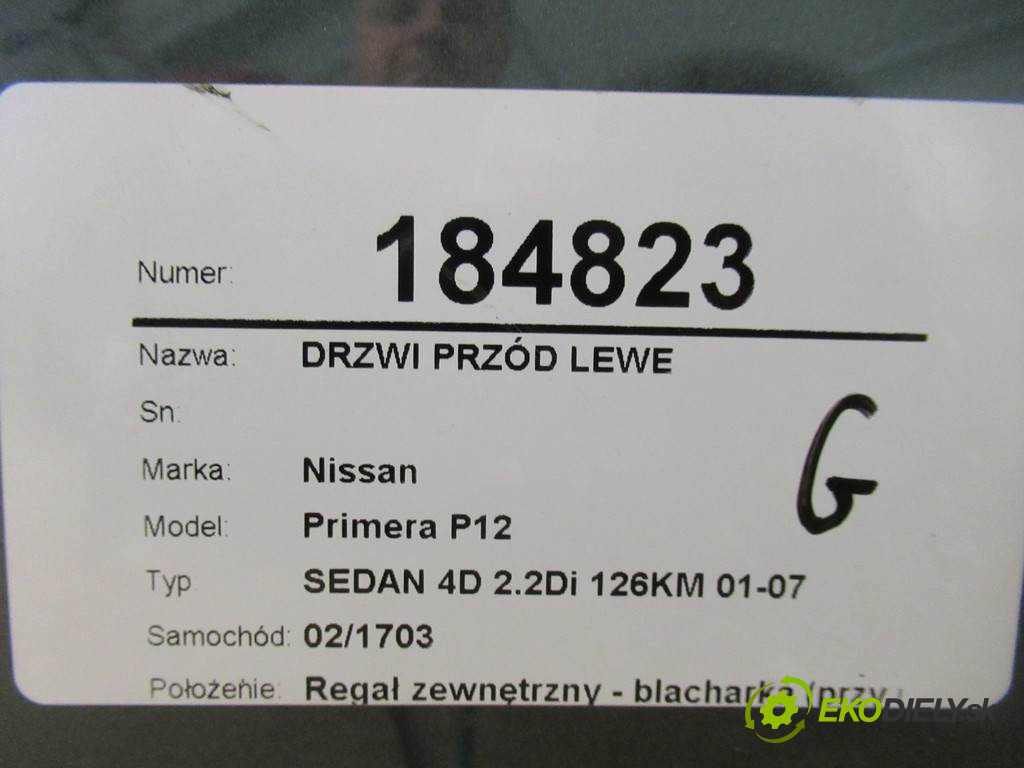 Numer: 184823
Nazwa: DRZWI PRZÓD LEWE
Sn.
G
Marka: Nissan
Model: Primera P12
Typ SEDAN 4D 2.2Di 126KM 01-07
Samochód: 02/1703
Położenie: Regał zewnętrzny - blacharka (przy
EKODIELY.sk